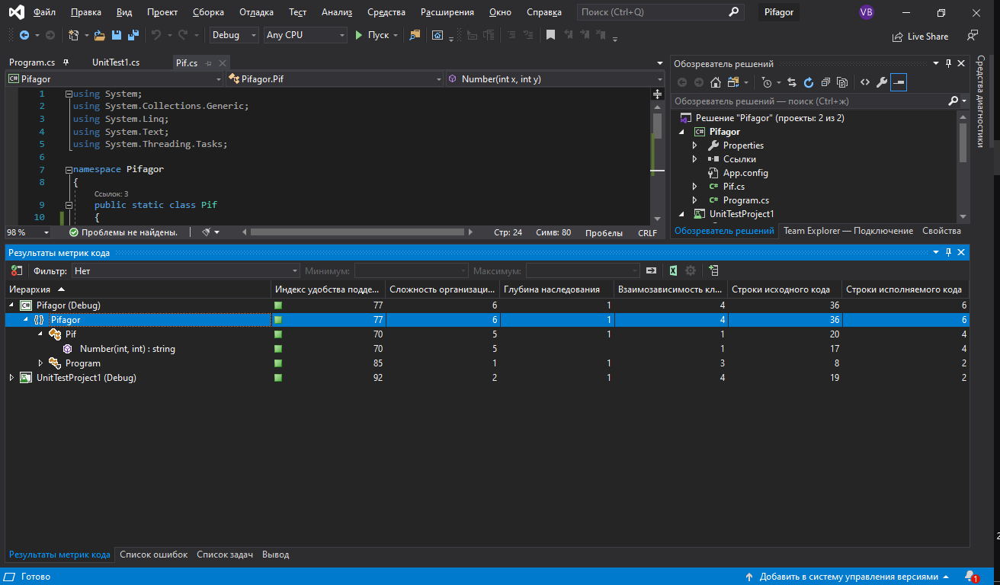 Файл Правка Вид Проект Сборка Отладка Тест Анализ Средства Расширения Окно Справка Поиск (Ctrl+Q) Pifagor VB
Debug Any CPU Пуск Live Share
Program.cs UnitTest1.cs Pif.cs
C# Pifagor Pifagor.Pif Number(int x, int y)
1 using System;
2 using System.Collections.Generic;
3 using System.Linq;
4 using System.Text;
5 using System.Threading.Tasks;
6
7 namespace Pifagor
8 {
Ссылок: 3
9 public static class Pif
10 {
98 % Проблемы не найдены. Стр: 24 Симв: 80 Пробелы CRLF
Обозреватель решений
Обозреватель решений — поиск (Ctrl+ж)
Решение "Pifagor" (проекты: 2 из 2)
C# Pifagor
Properties
Ссылки
App.config
C# Pif.cs
C# Program.cs
UnitTestProject1
Обозреватель решений Team Explorer — Подключение Свойства
Средства диагностики
Результаты метрик кода
Фильтр: Нет Минимум: Максимум:
Иерархия Индекс удобства подде... Сложность организаци... Глубина наследования Взаимозависимость кл... Строки исходного кода Строки исполняемого кода
C# Pifagor (Debug) 77 6 1 4 36 6
{} Pifagor 77 6 1 4 36 6
Pif 70 5 1 1 20 4
Number(int, int) : string 70 5 1 17 4
Program 85 1 1 3 8 2
UnitTestProject1 (Debug) 92 2 1 4 19 2
Результаты метрик кода Список ошибок Список задач Вывод
Готово Добавить в систему управления версиями 1